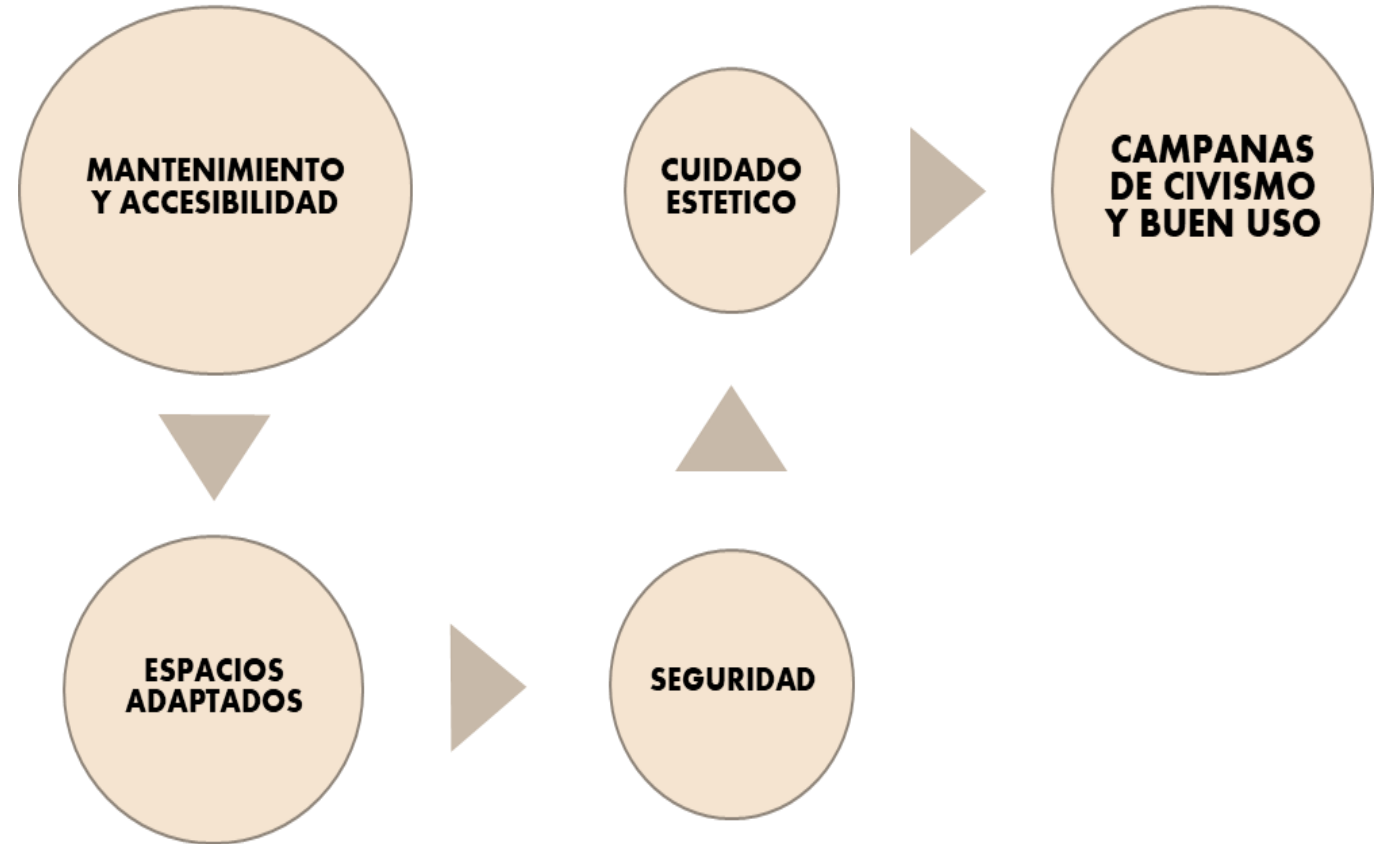 MANTENIMIENTO
Y ACCESIBILIDAD
ESPACIOS
ADAPTADOS
SEGURIDAD
CUIDADO
ESTETICO
CAMPANAS
DE CIVISMO
Y BUEN USO